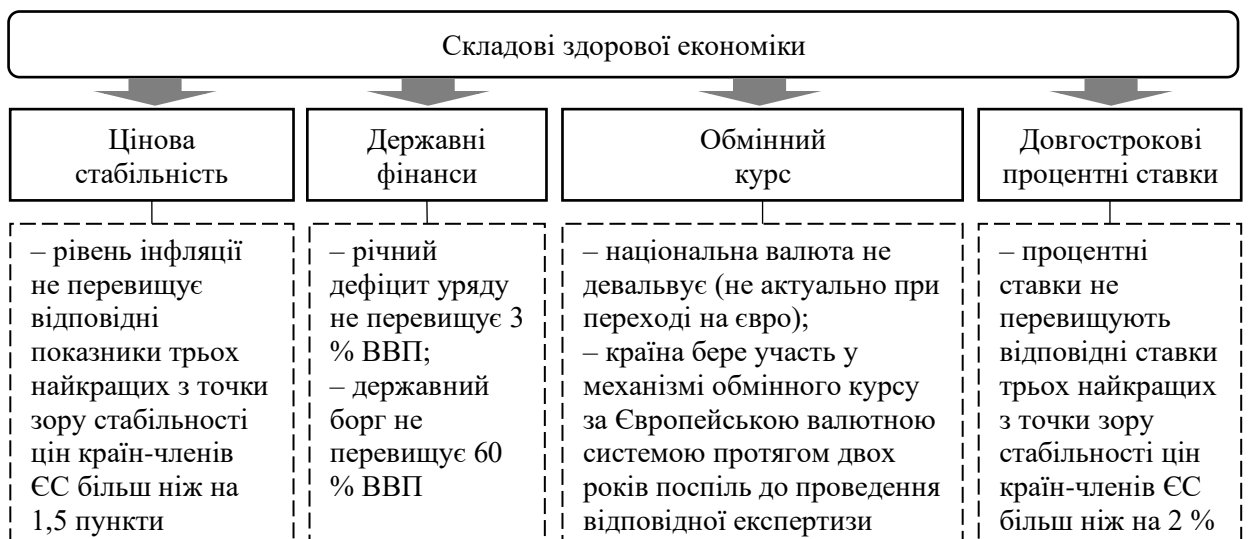 Складові здорової економіки
Цінова
стабільність
Державні
фінанси
Обмінний
курс
Довгострокові
процентні ставки
– рівень інфляції
не перевищує
відповідні
показники трьох
найкращих з точки
зору стабільності
цін країн-членів
ЄС більш ніж на
1,5 пункти
– річний
дефіцит уряду
не перевищує 3
% ВВП;
– державний
борг не
перевищує 60
% ВВП
– національна валюта не
девальвує (не актуально при
переході на євро);
– країна бере участь у
механізмі обмінного курсу
за Європейською валютною
системою протягом двох
років поспіль до проведення
відповідної експертизи
– процентні
ставки не
перевищують
відповідні ставки
трьох найкращих
з точки зору
стабільності цін
країн-членів ЄС
більш ніж на 2 %